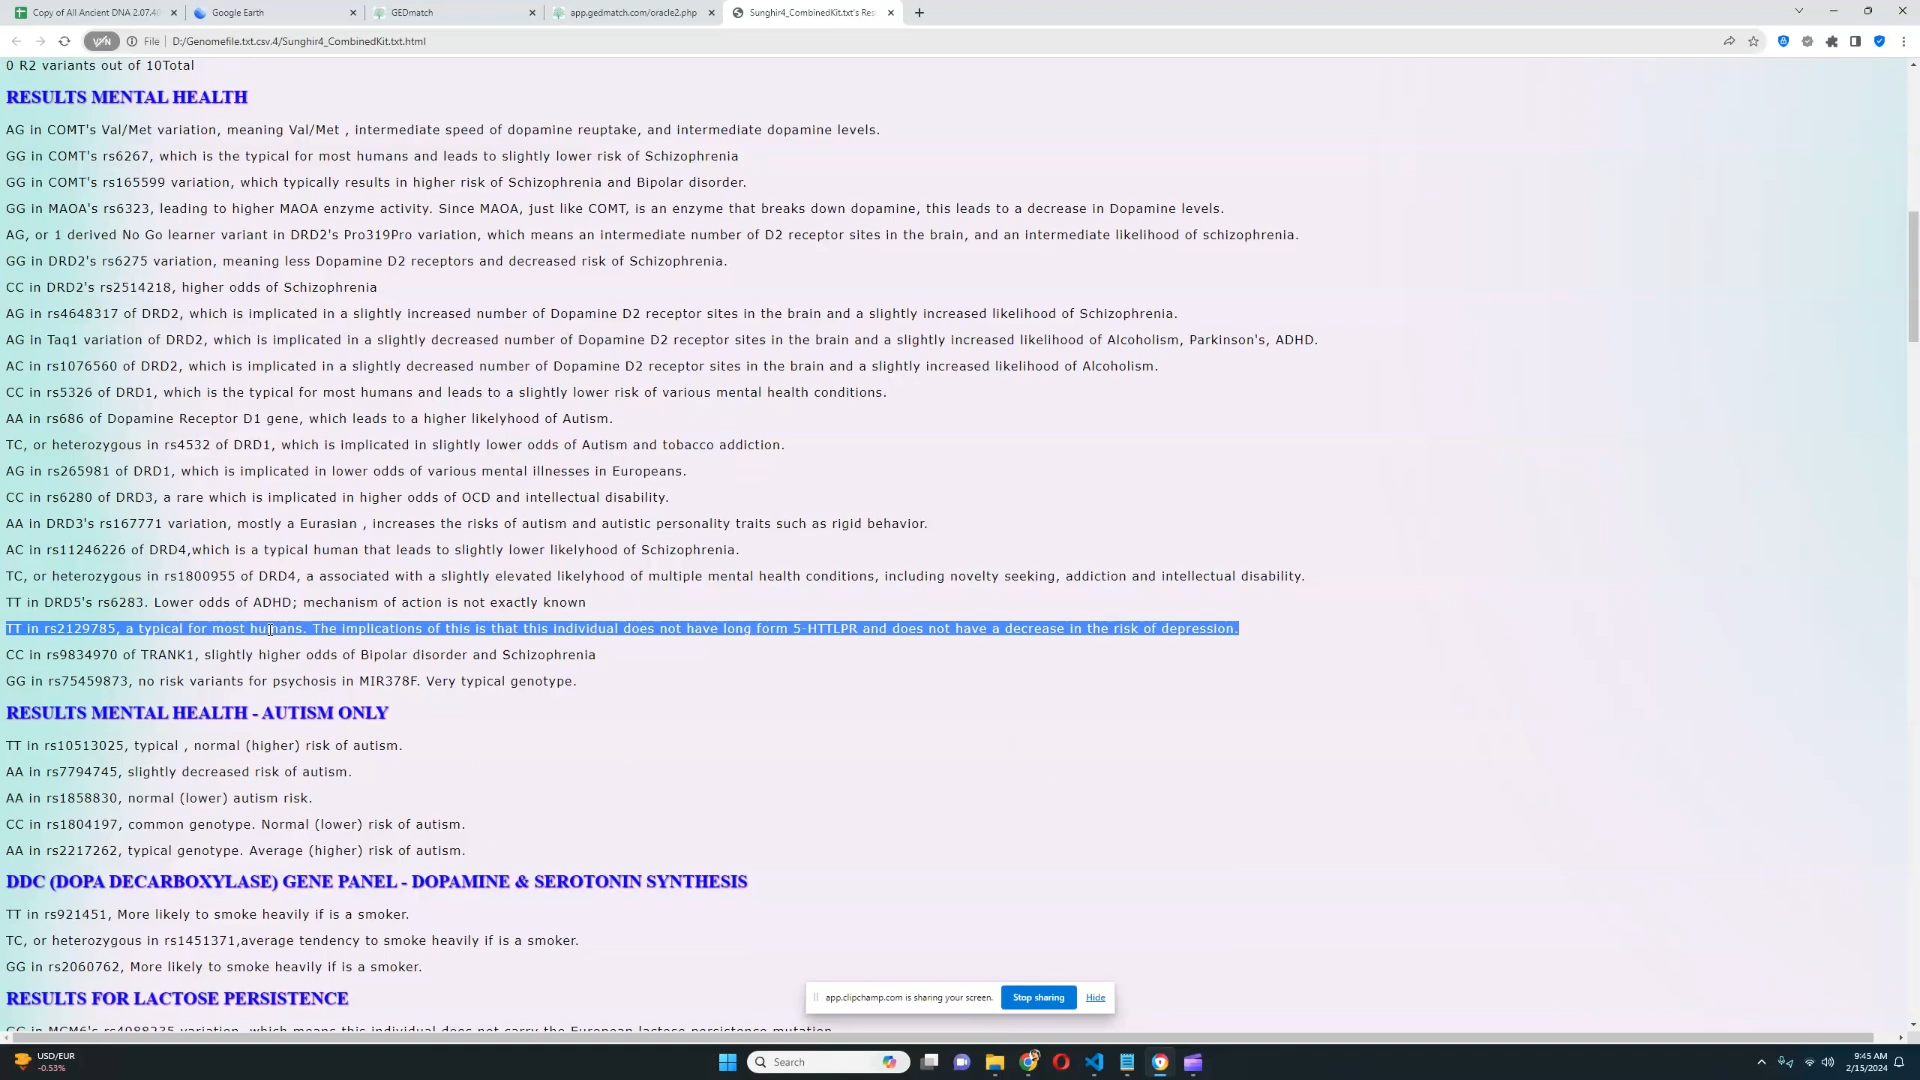 Copy of All Ancient DNA 2.07.40
Google Earth
GEDmatch
app.gedmatch.com/oracle2.php
Sunghir4_CombinedKit.txt's Res
VPN
File
D:/Genomefile.txt.csv.4/Sunghir4_CombinedKit.txt.html
0 R2 variants out of 10Total
RESULTS MENTAL HEALTH
AG in COMT's Val/Met variation, meaning Val/Met , intermediate speed of dopamine reuptake, and intermediate dopamine levels.
GG in COMT's rs6267, which is the typical for most humans and leads to slightly lower risk of Schizophrenia
GG in COMT's rs165599 variation, which typically results in higher risk of Schizophrenia and Bipolar disorder.
GG in MAOA's rs6323, leading to higher MAOA enzyme activity. Since MAOA, just like COMT, is an enzyme that breaks down dopamine, this leads to a decrease in Dopamine levels.
AG, or 1 derived No Go learner variant in DRD2's Pro319Pro variation, which means an intermediate number of D2 receptor sites in the brain, and an intermediate likelihood of schizophrenia.
GG in DRD2's rs6275 variation, meaning less Dopamine D2 receptors and decreased risk of Schizophrenia.
CC in DRD2's rs2514218, higher odds of Schizophrenia
AG in rs4648317 of DRD2, which is implicated in a slightly increased number of Dopamine D2 receptor sites in the brain and a slightly increased likelihood of Schizophrenia.
AG in Taq1 variation of DRD2, which is implicated in a slightly decreased number of Dopamine D2 receptor sites in the brain and a slightly increased likelihood of Alcoholism, Parkinson's, ADHD.
AC in rs1076560 of DRD2, which is implicated in a slightly decreased number of Dopamine D2 receptor sites in the brain and a slightly increased likelihood of Alcoholism.
CC in rs5326 of DRD1, which is the typical for most humans and leads to a slightly lower risk of various mental health conditions.
AA in rs686 of Dopamine Receptor D1 gene, which leads to a higher likelyhood of Autism.
TC, or heterozygous in rs4532 of DRD1, which is implicated in slightly lower odds of Autism and tobacco addiction.
AG in rs265981 of DRD1, which is implicated in lower odds of various mental illnesses in Europeans.
CC in rs6280 of DRD3, a rare which is implicated in higher odds of OCD and intellectual disability.
AA in DRD3's rs167771 variation, mostly a Eurasian , increases the risks of autism and autistic personality traits such as rigid behavior.
AC in rs11246226 of DRD4,which is a typical human that leads to slightly lower likelyhood of Schizophrenia.
TC, or heterozygous in rs1800955 of DRD4, a associated with a slightly elevated likelyhood of multiple mental health conditions, including novelty seeking, addiction and intellectual disability.
TT in DRD5's rs6283. Lower odds of ADHD; mechanism of action is not exactly known
TT in rs2129785, a typical for most humans. The implications of this is that this individual does not have long form 5-HTTLPR and does not have a decrease in the risk of depression.
CC in rs9834970 of TRANK1, slightly higher odds of Bipolar disorder and Schizophrenia
GG in rs75459873, no risk variants for psychosis in MIR378F. Very typical genotype.
RESULTS MENTAL HEALTH - AUTISM ONLY
TT in rs10513025, typical , normal (higher) risk of autism.
AA in rs7794745, slightly decreased risk of autism.
AA in rs1858830, normal (lower) autism risk.
CC in rs1804197, common genotype. Normal (lower) risk of autism.
AA in rs2217262, typical genotype. Average (higher) risk of autism.
DDC (DOPA DECARBOXYLASE) GENE PANEL - DOPAMINE & SEROTONIN SYNTHESIS
TT in rs921451, More likely to smoke heavily if is a smoker.
TC, or heterozygous in rs1451371,average tendency to smoke heavily if is a smoker.
GG in rs2060762, More likely to smoke heavily if is a smoker.
RESULTS FOR LACTOSE PERSISTENCE
GG in MCM6's rs4988235 variation, which means this individual does not carry the European lactose persistence mutation
app.clipchamp.com is sharing your screen.
Stop sharing
Hide
USD/EUR
-0.53%
Search
9:45 AM
2/15/2024